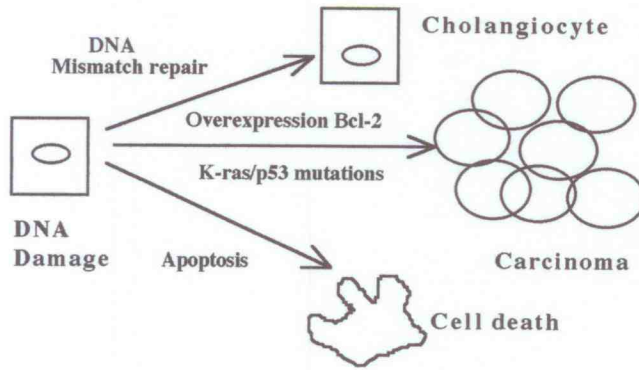 Cholangiocyte
DNA
Mismatch repair
Overexpression Bcl-2
K-ras/p53 mutations
DNA
Damage
Apoptosis
Carcinoma
Cell death